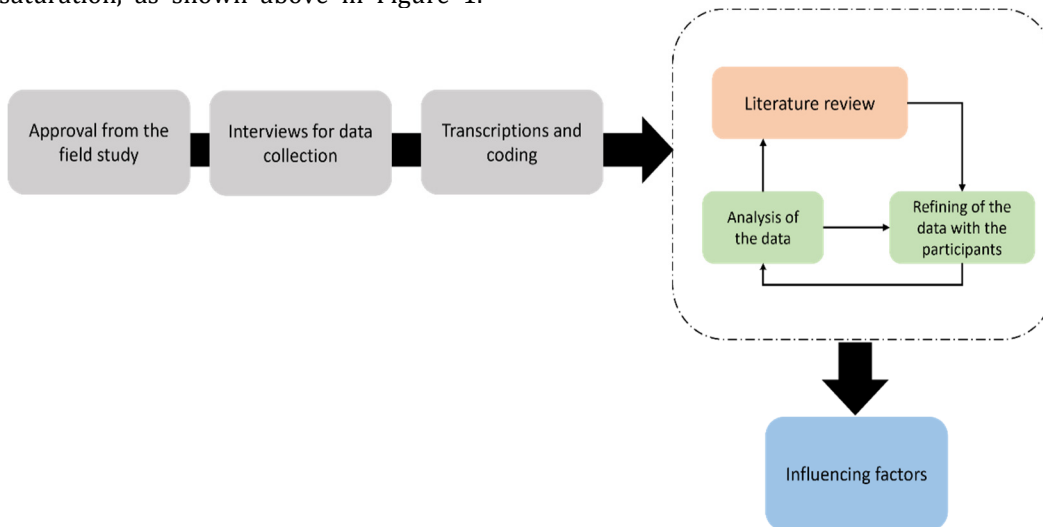 saturation, as shown above in Figure 1.
Approval from the
field study
Interviews for data
collection
Transcriptions and
coding
Literature review
Analysis of
the data
Refining of the
data with the
participants
Influencing factors